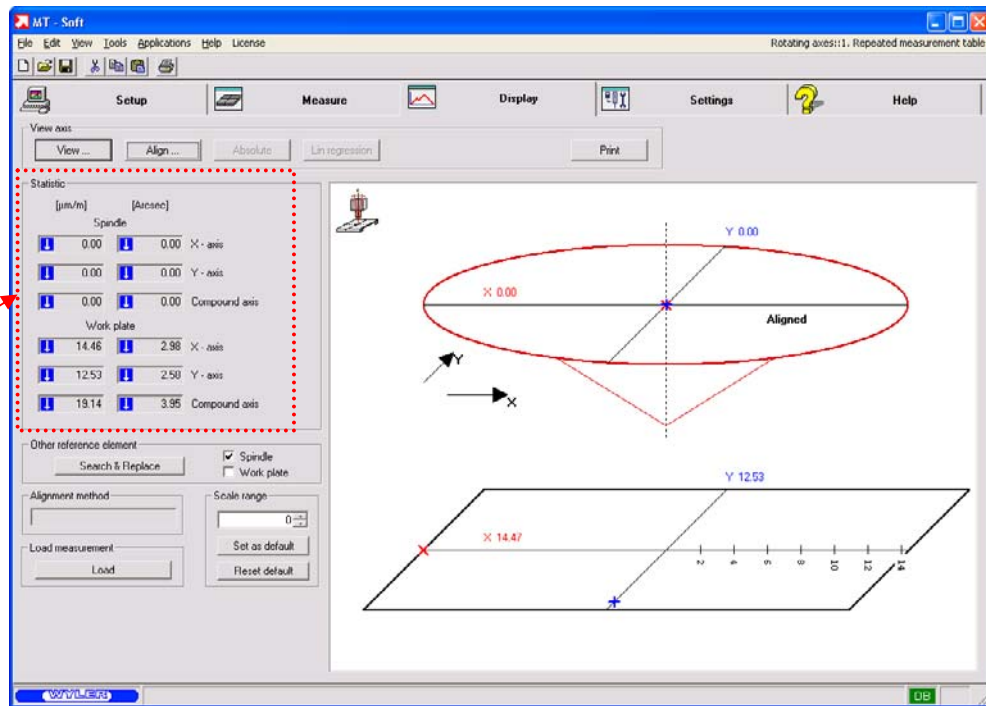 MT - Soft
File Edit View Tools Applications Help License
Rotating axes::1. Repeated measurement table
Setup
Measure
Display
Settings
Help
View axis
View ...
Align ...
Absolute
Lin regression
Print
Statistic
[µm/m] [Arcsec]
Spindle
0.00 0.00 X - axis
0.00 0.00 Y - axis
0.00 0.00 Compound axis
Work plate
14.46 2.98 X - axis
12.53 2.58 Y - axis
19.14 3.95 Compound axis
Other reference element
Search & Replace
Spindle
Work plate
Alignment method
Scale range
0
Set as default
Reset default
Load measurement
Load
Y 0.00
X 0.00
Aligned
Y
X
Y 12.53
X 14.47
2 4 6 8 10 12 14
WYLER
DB